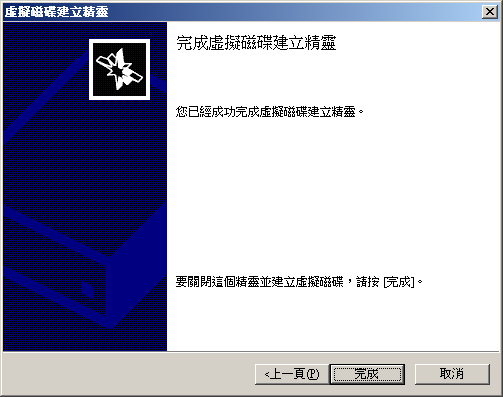 虛擬磁碟建立精靈
完成虛擬磁碟建立精靈
您已經成功完成虛擬磁碟建立精靈。
要關閉這個精靈並建立虛擬磁碟，請按 [完成]。
<上一頁(P)
完成
取消